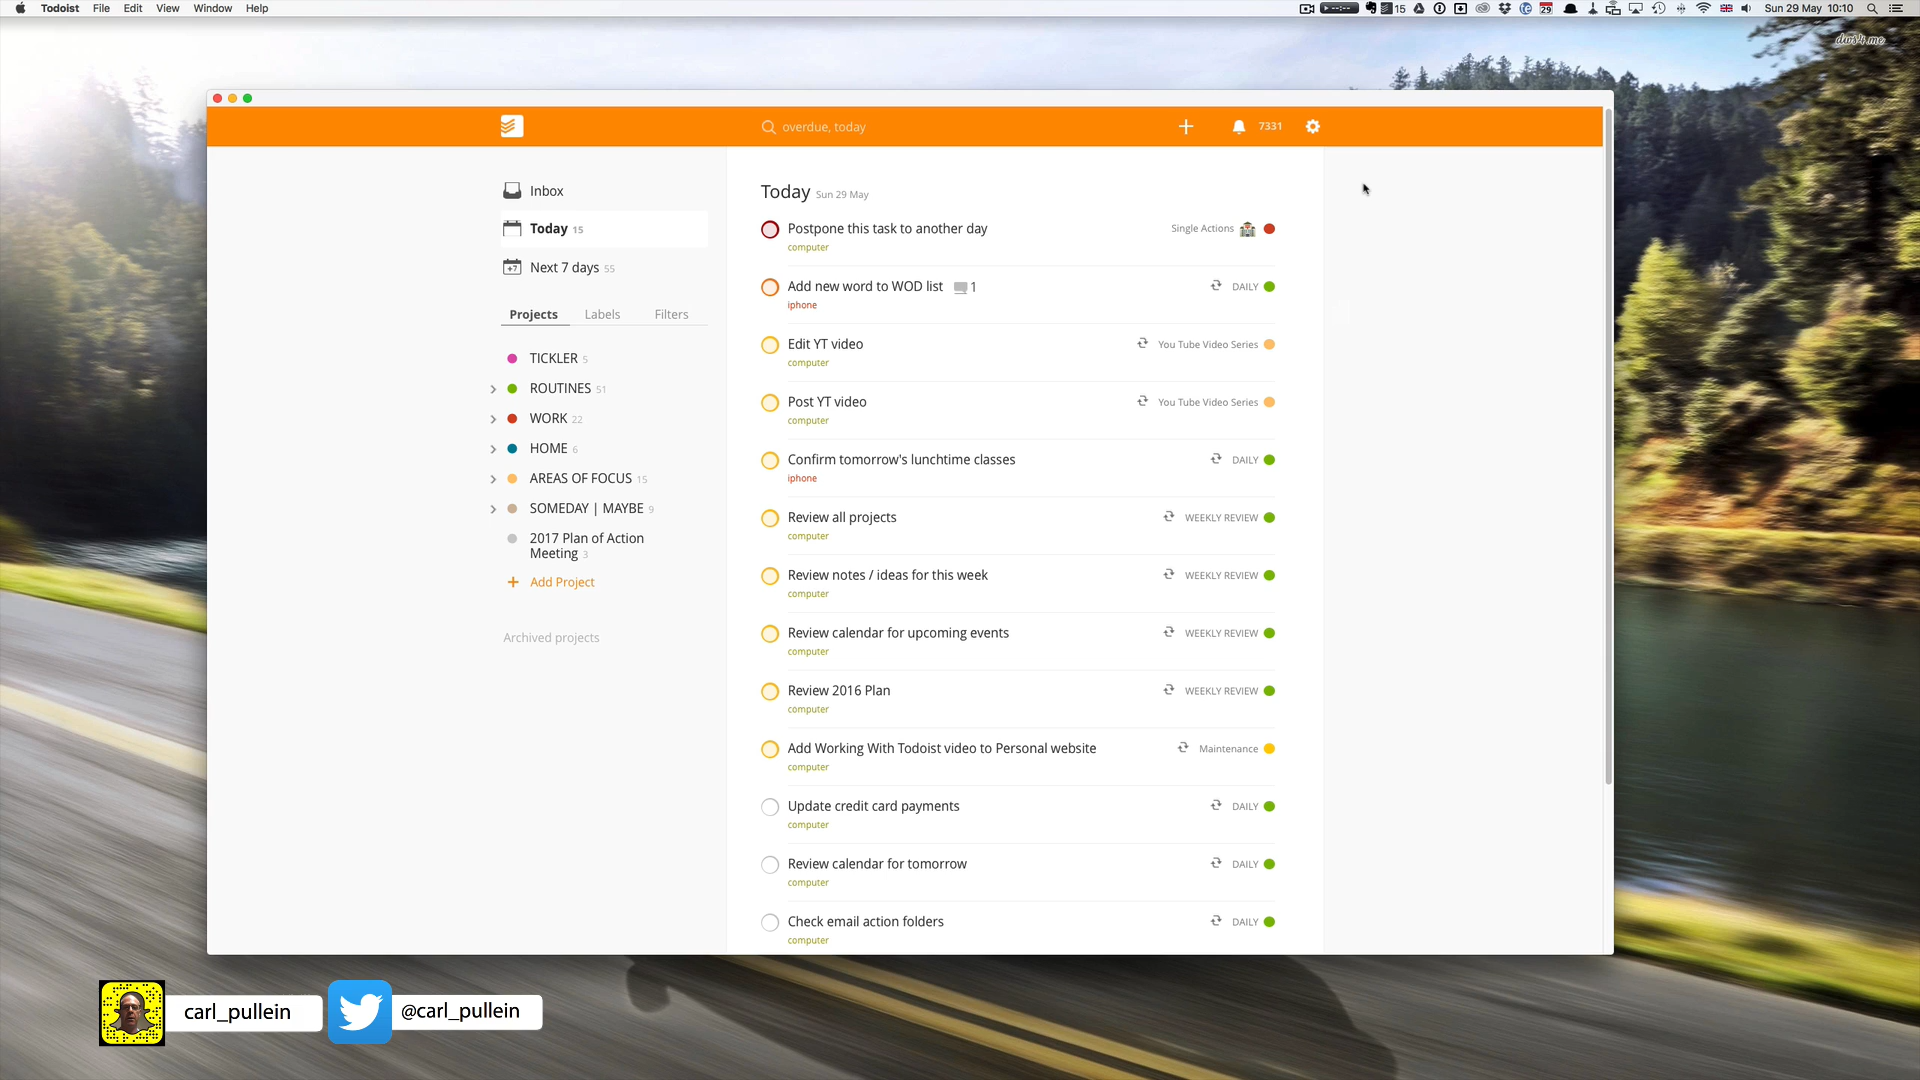 Todoist File Edit View Window Help
15
29
Sun 29 May 10:10
dws4.me
overdue, today
7331
Inbox
Today 15
Next 7 days 55
Projects Labels Filters
TICKLER 5
ROUTINES 51
WORK 22
HOME 6
AREAS OF FOCUS 15
SOMEDAY | MAYBE 9
2017 Plan of Action
Meeting 3
Add Project
Archived projects
Today Sun 29 May
Postpone this task to another day Single Actions
computer
Add new word to WOD list 1 DAILY
iphone
Edit YT video You Tube Video Series
computer
Post YT video You Tube Video Series
computer
Confirm tomorrow's lunchtime classes DAILY
iphone
Review all projects WEEKLY REVIEW
computer
Review notes / ideas for this week WEEKLY REVIEW
computer
Review calendar for upcoming events WEEKLY REVIEW
computer
Review 2016 Plan WEEKLY REVIEW
computer
Add Working With Todoist video to Personal website Maintenance
computer
Update credit card payments DAILY
computer
Review calendar for tomorrow DAILY
computer
Check email action folders DAILY
computer
carl_pullein
@carl_pullein